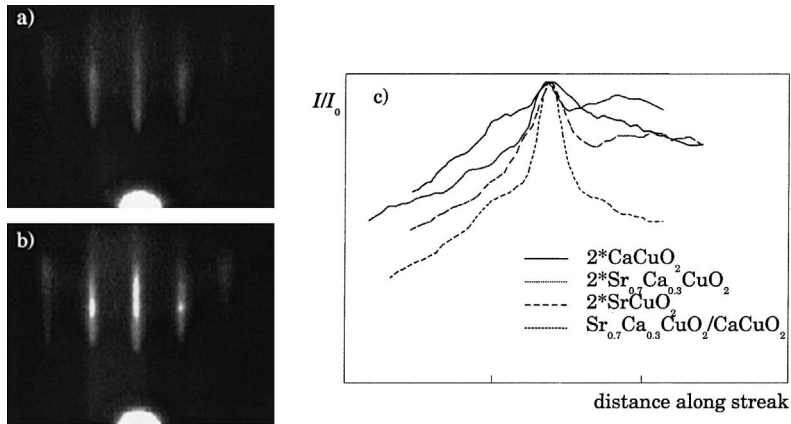 a)
b)
c)
I/I₀
2*CaCuO₂
2*Sr₀.₇Ca₀.₃CuO₂
2*SrCuO₂
Sr₀.₇Ca₀.₃CuO₂/CaCuO₂
distance along streak